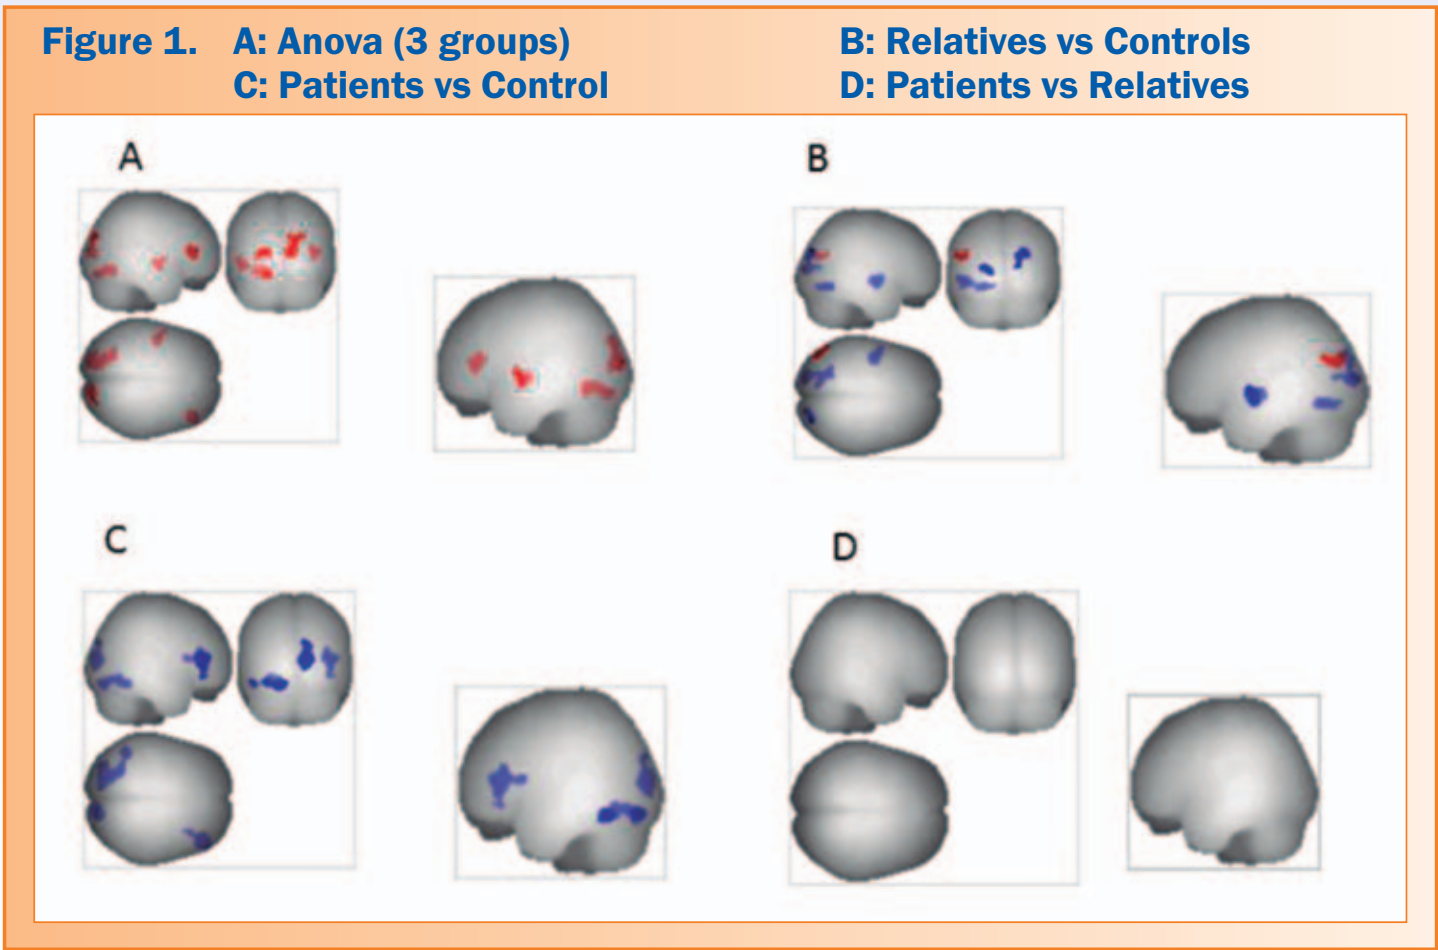 Figure 1. A: Anova (3 groups) B: Relatives vs Controls
C: Patients vs Control D: Patients vs Relatives
A
B
C
D